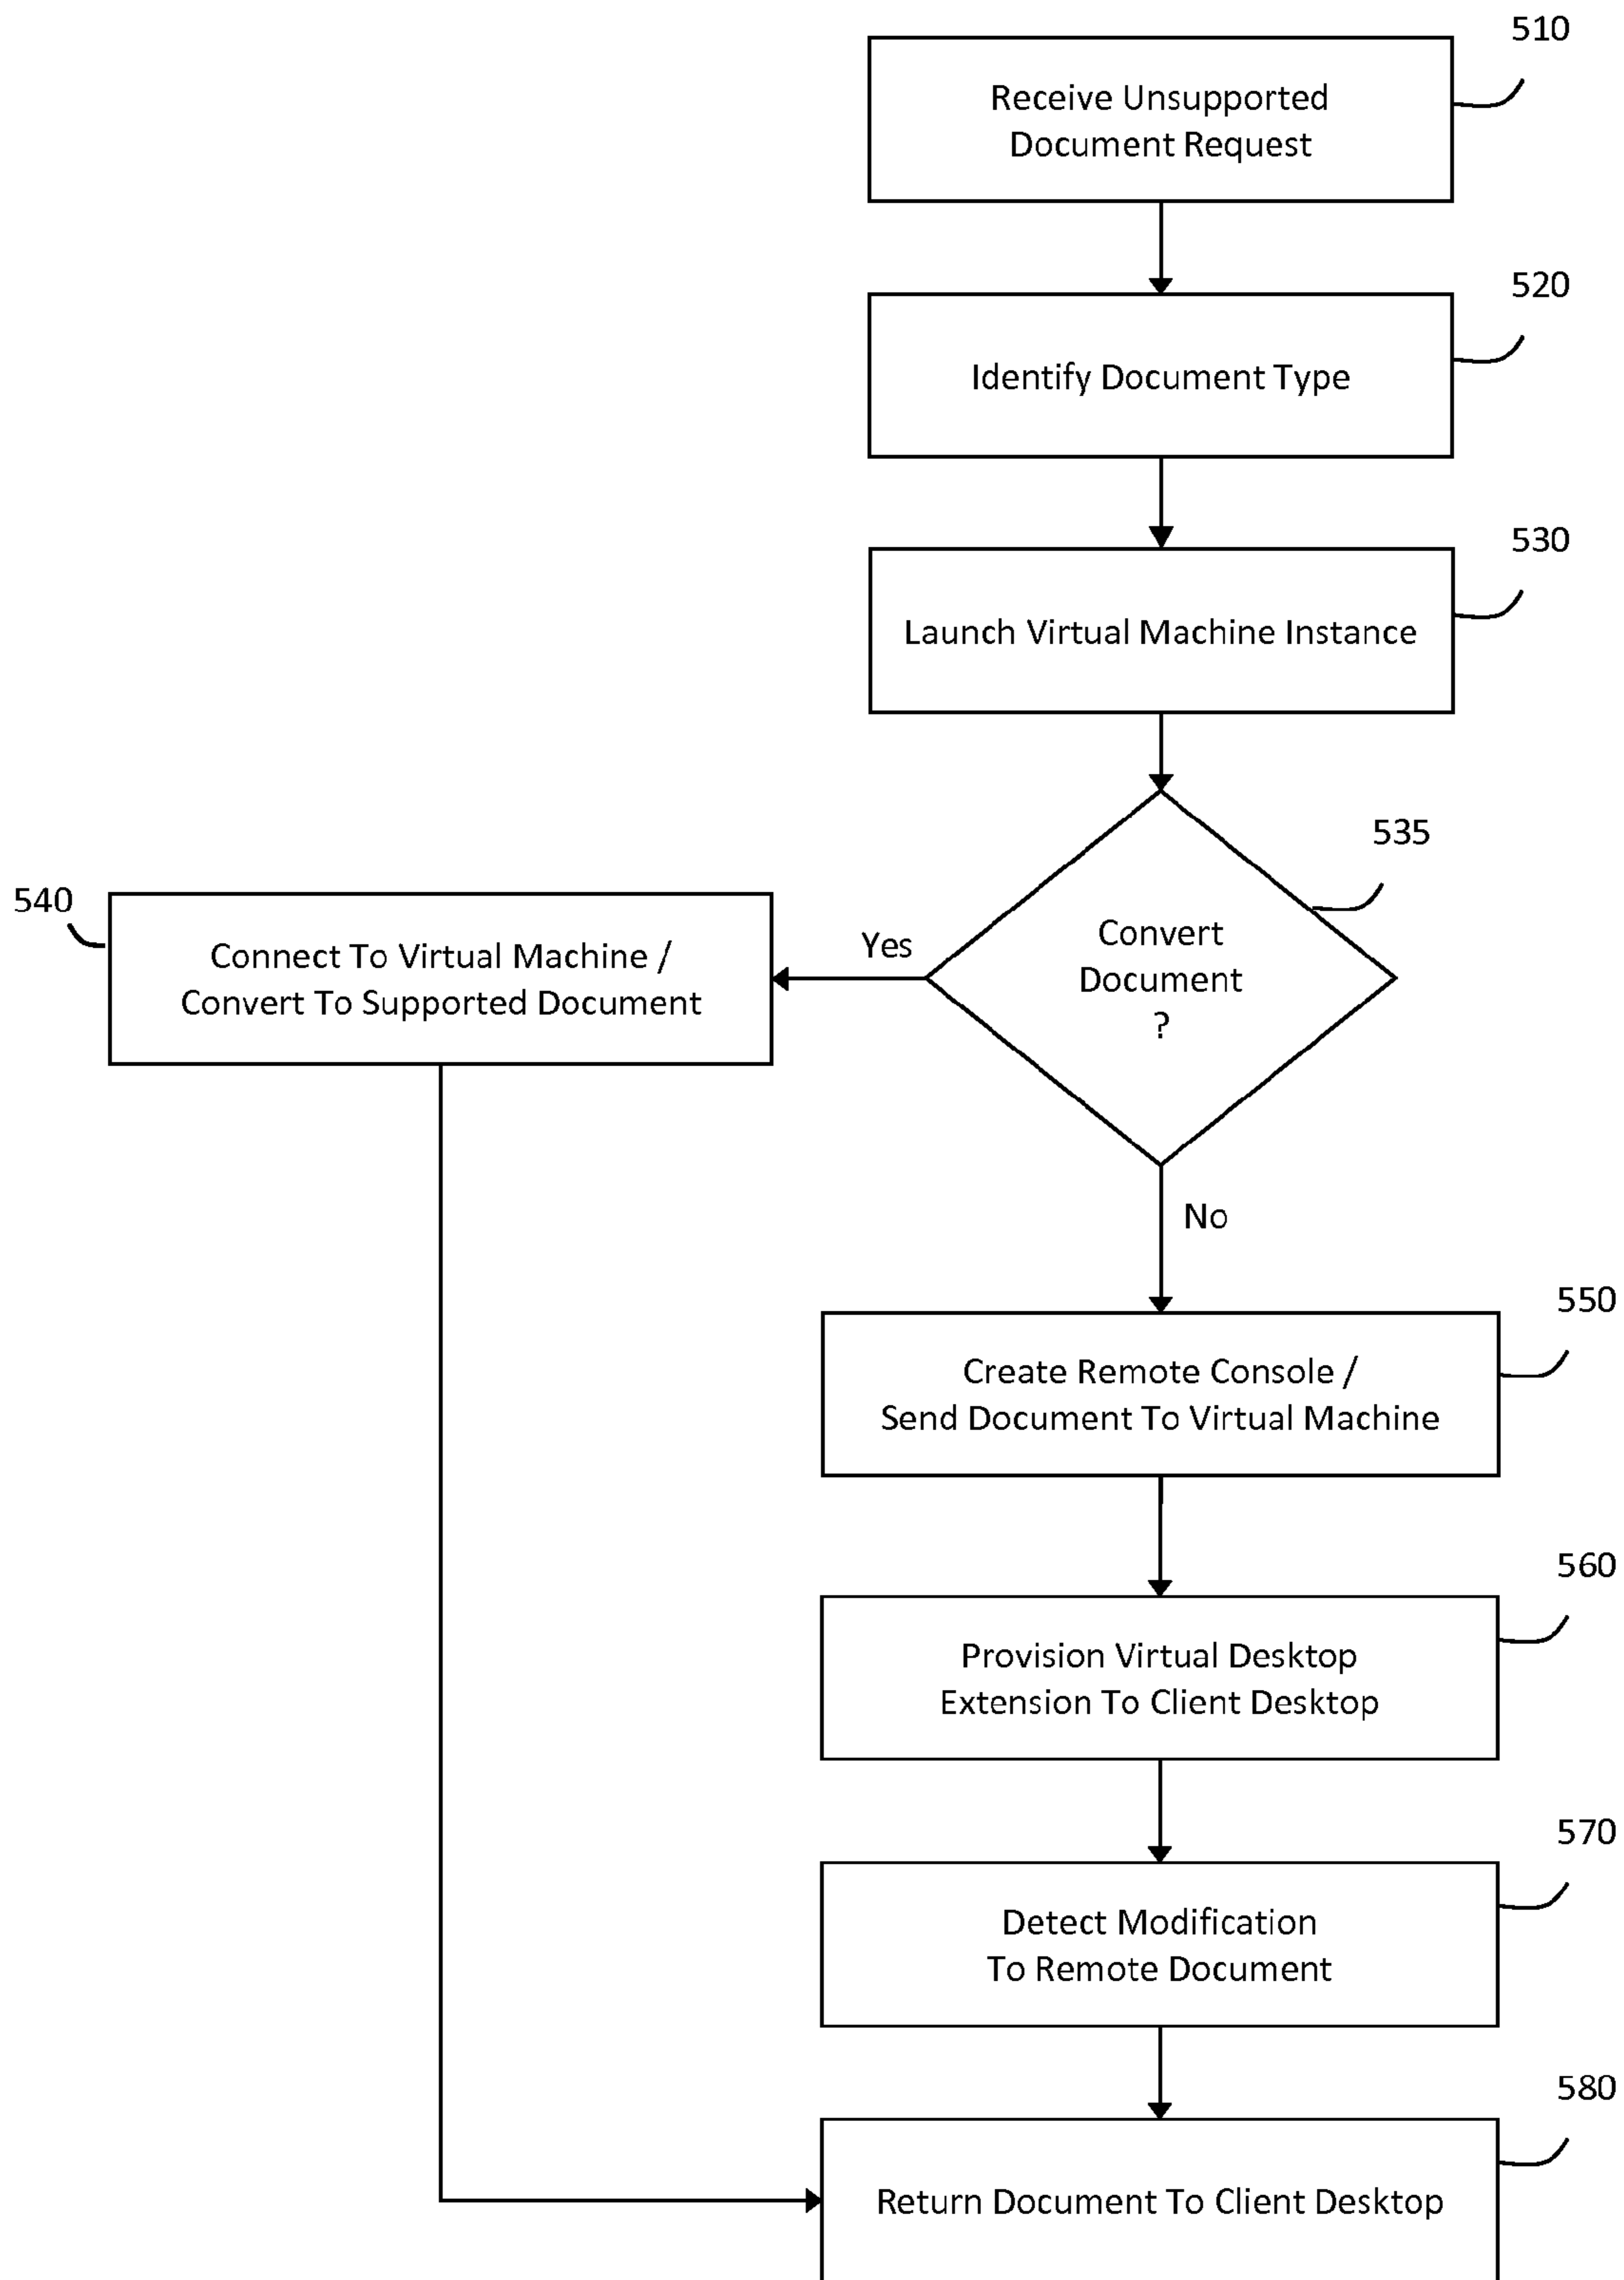 510
Receive Unsupported
Document Request
520
Identify Document Type
530
Launch Virtual Machine Instance
535
Convert
Document
?
Yes
540
Connect To Virtual Machine /
Convert To Supported Document
No
550
Create Remote Console /
Send Document To Virtual Machine
560
Provision Virtual Desktop
Extension To Client Desktop
570
Detect Modification
To Remote Document
580
Return Document To Client Desktop